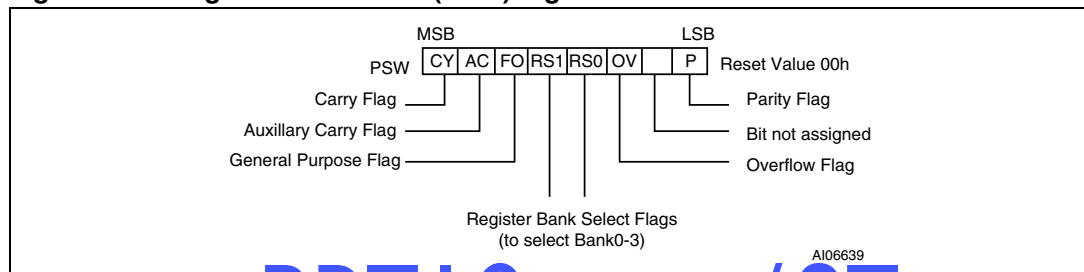 MSB LSB
PSW CY AC FO RS1 RS0 OV P Reset Value 00h
Carry Flag Parity Flag
Auxillary Carry Flag Bit not assigned
General Purpose Flag Overflow Flag
Register Bank Select Flags
(to select Bank0-3)
AI06639